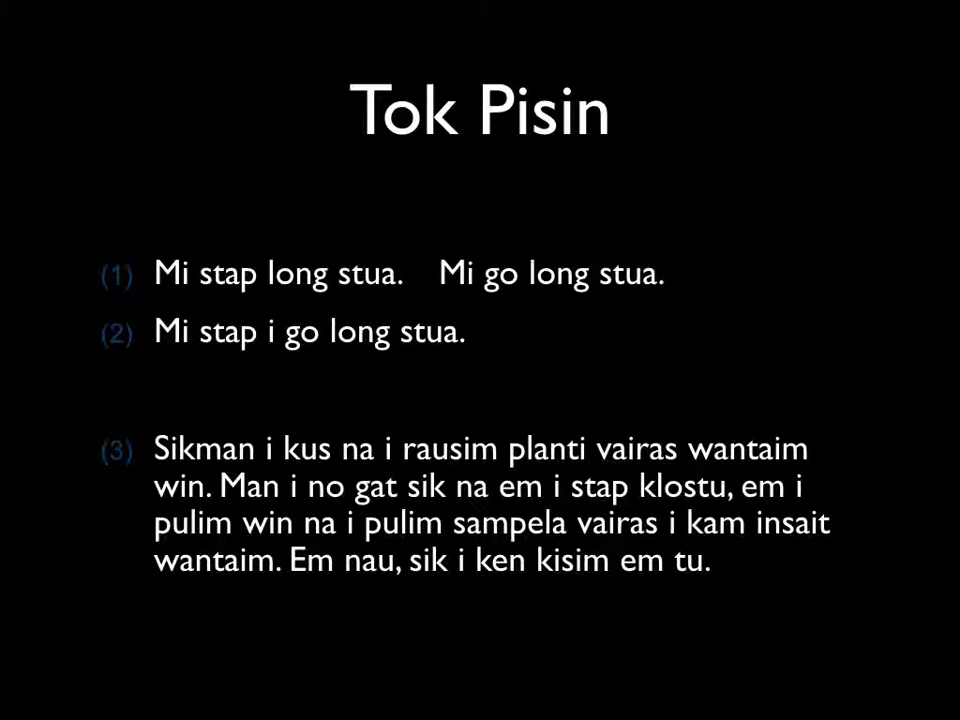 Tok Pisin
(1) Mi stap long stua. Mi go long stua.
(2) Mi stap i go long stua.
(3) Sikman i kus na i rausim planti vairas wantaim
win. Man i no gat sik na em i stap klostu, em i
pulim win na i pulim sampela vairas i kam insait
wantaim. Em nau, sik i ken kisim em tu.